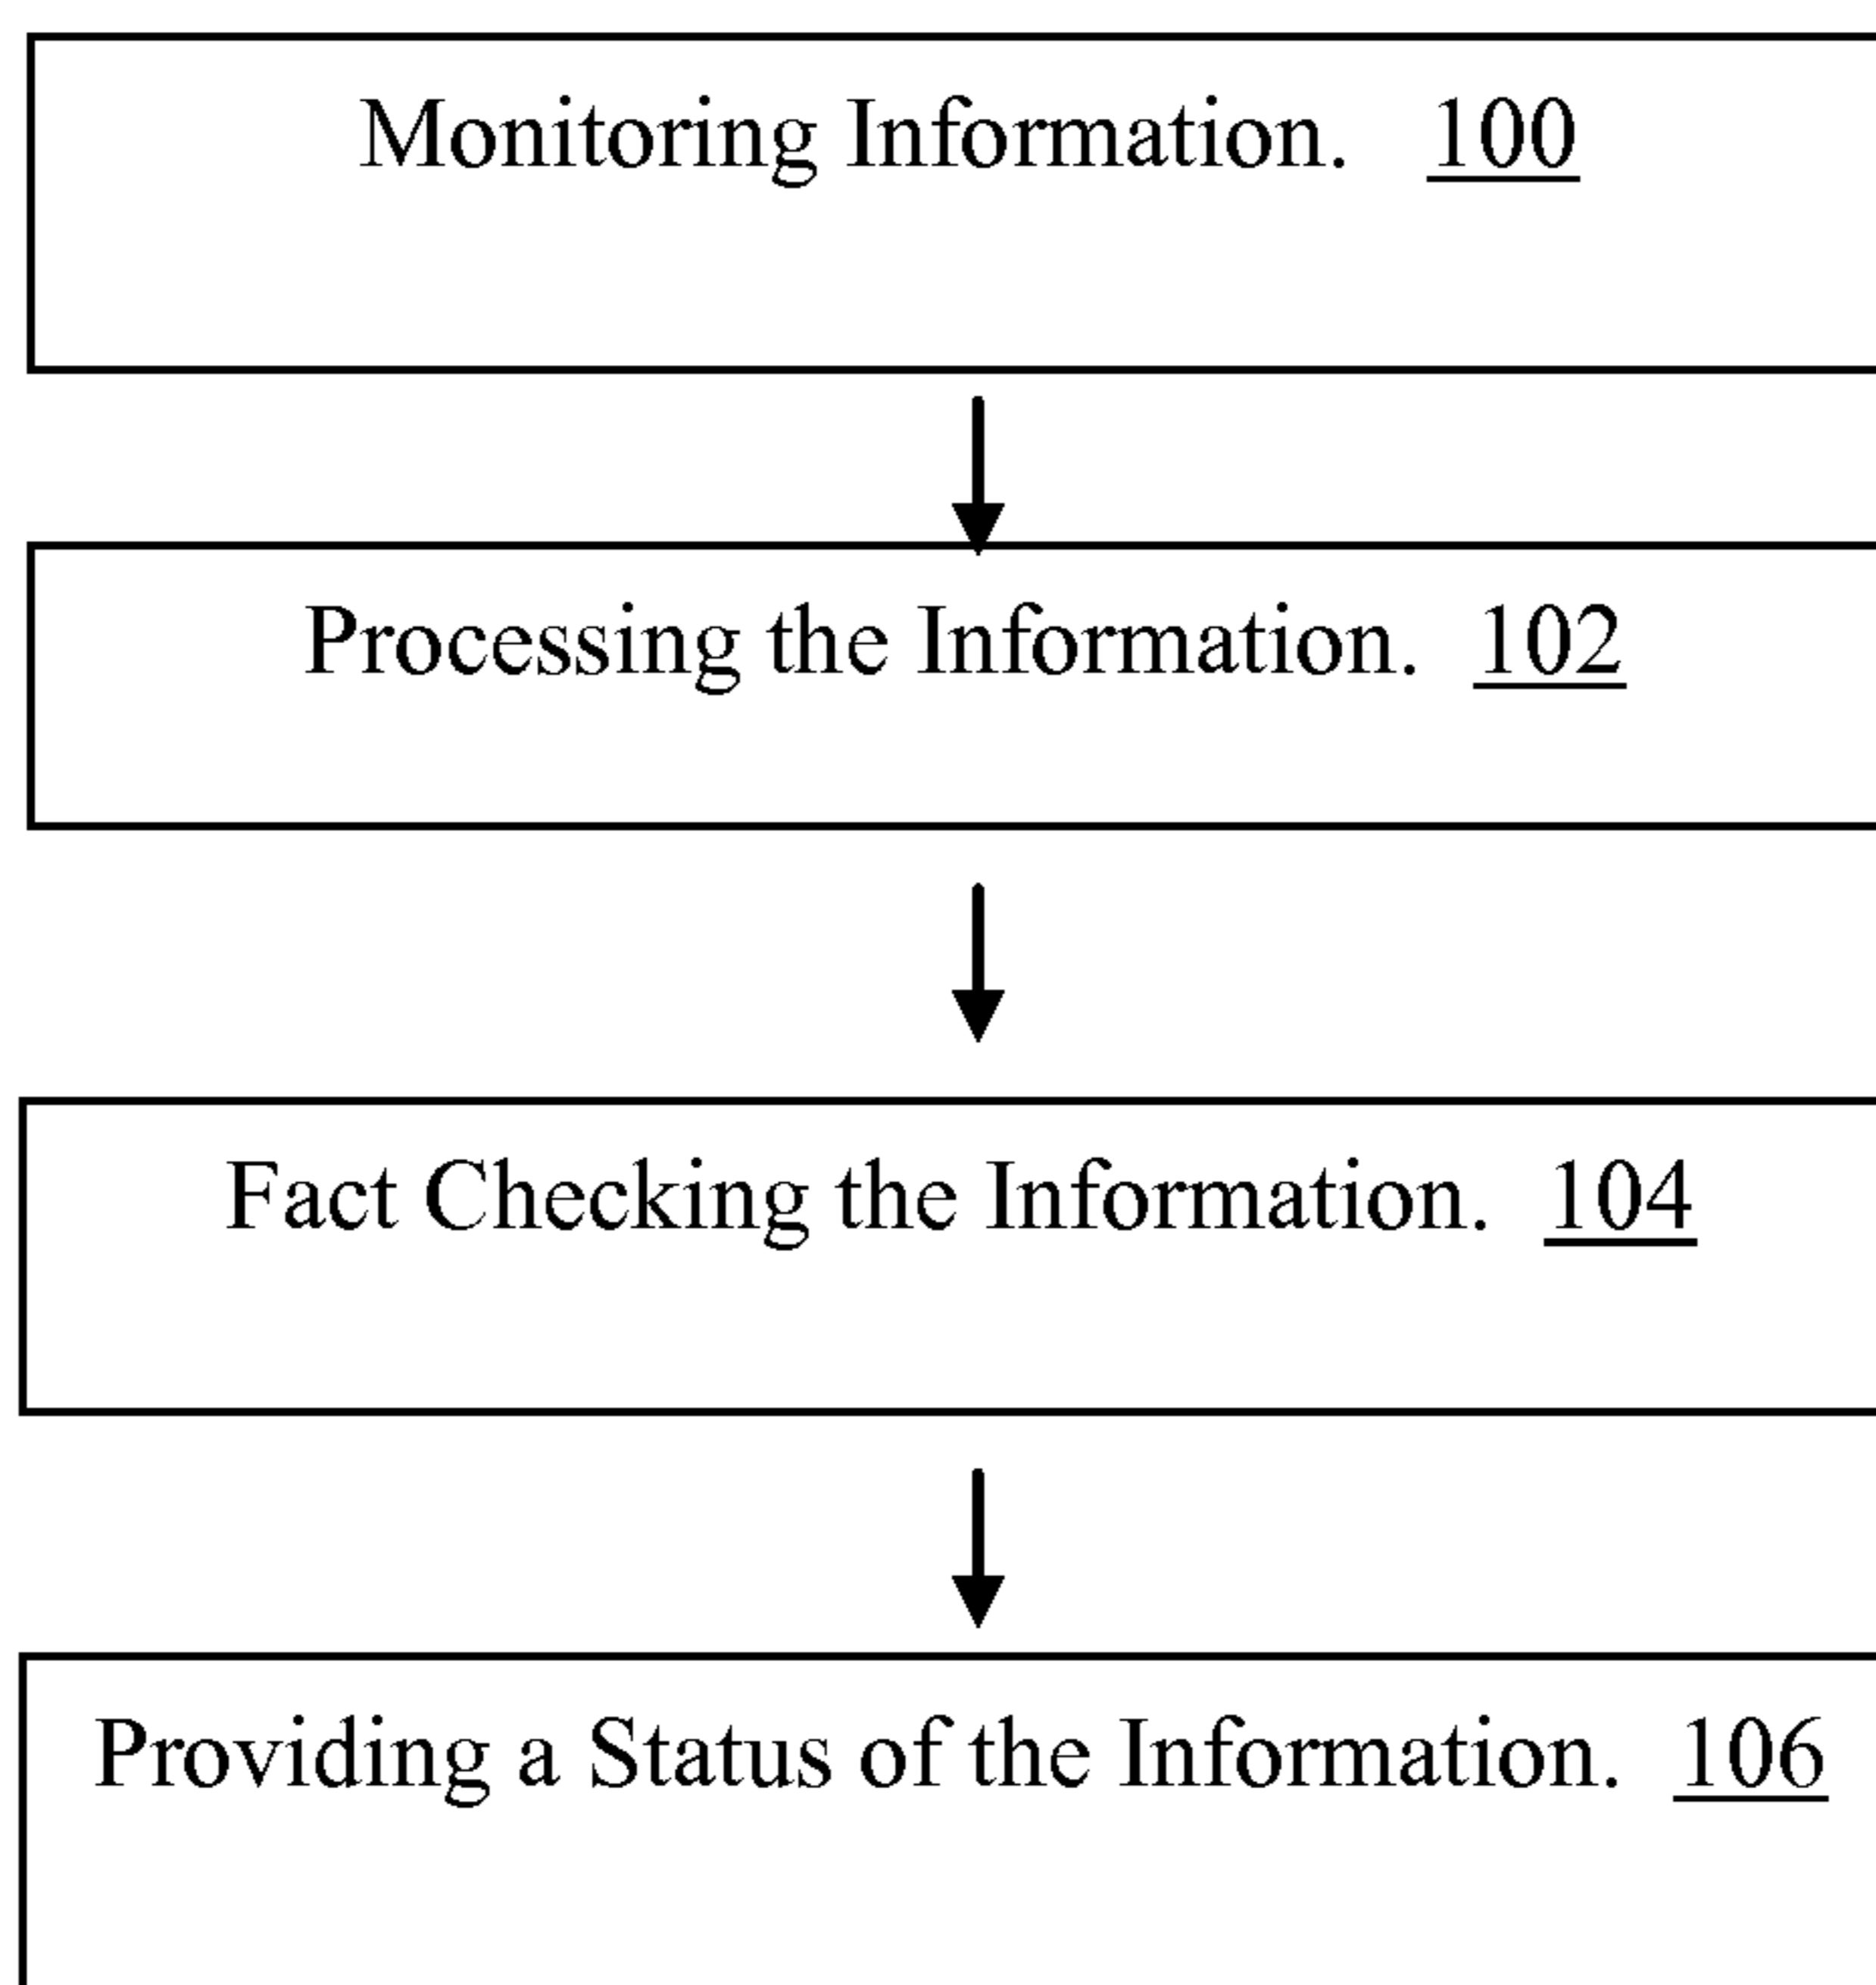 Monitoring Information. 100
Processing the Information. 102
Fact Checking the Information. 104
Providing a Status of the Information. 106